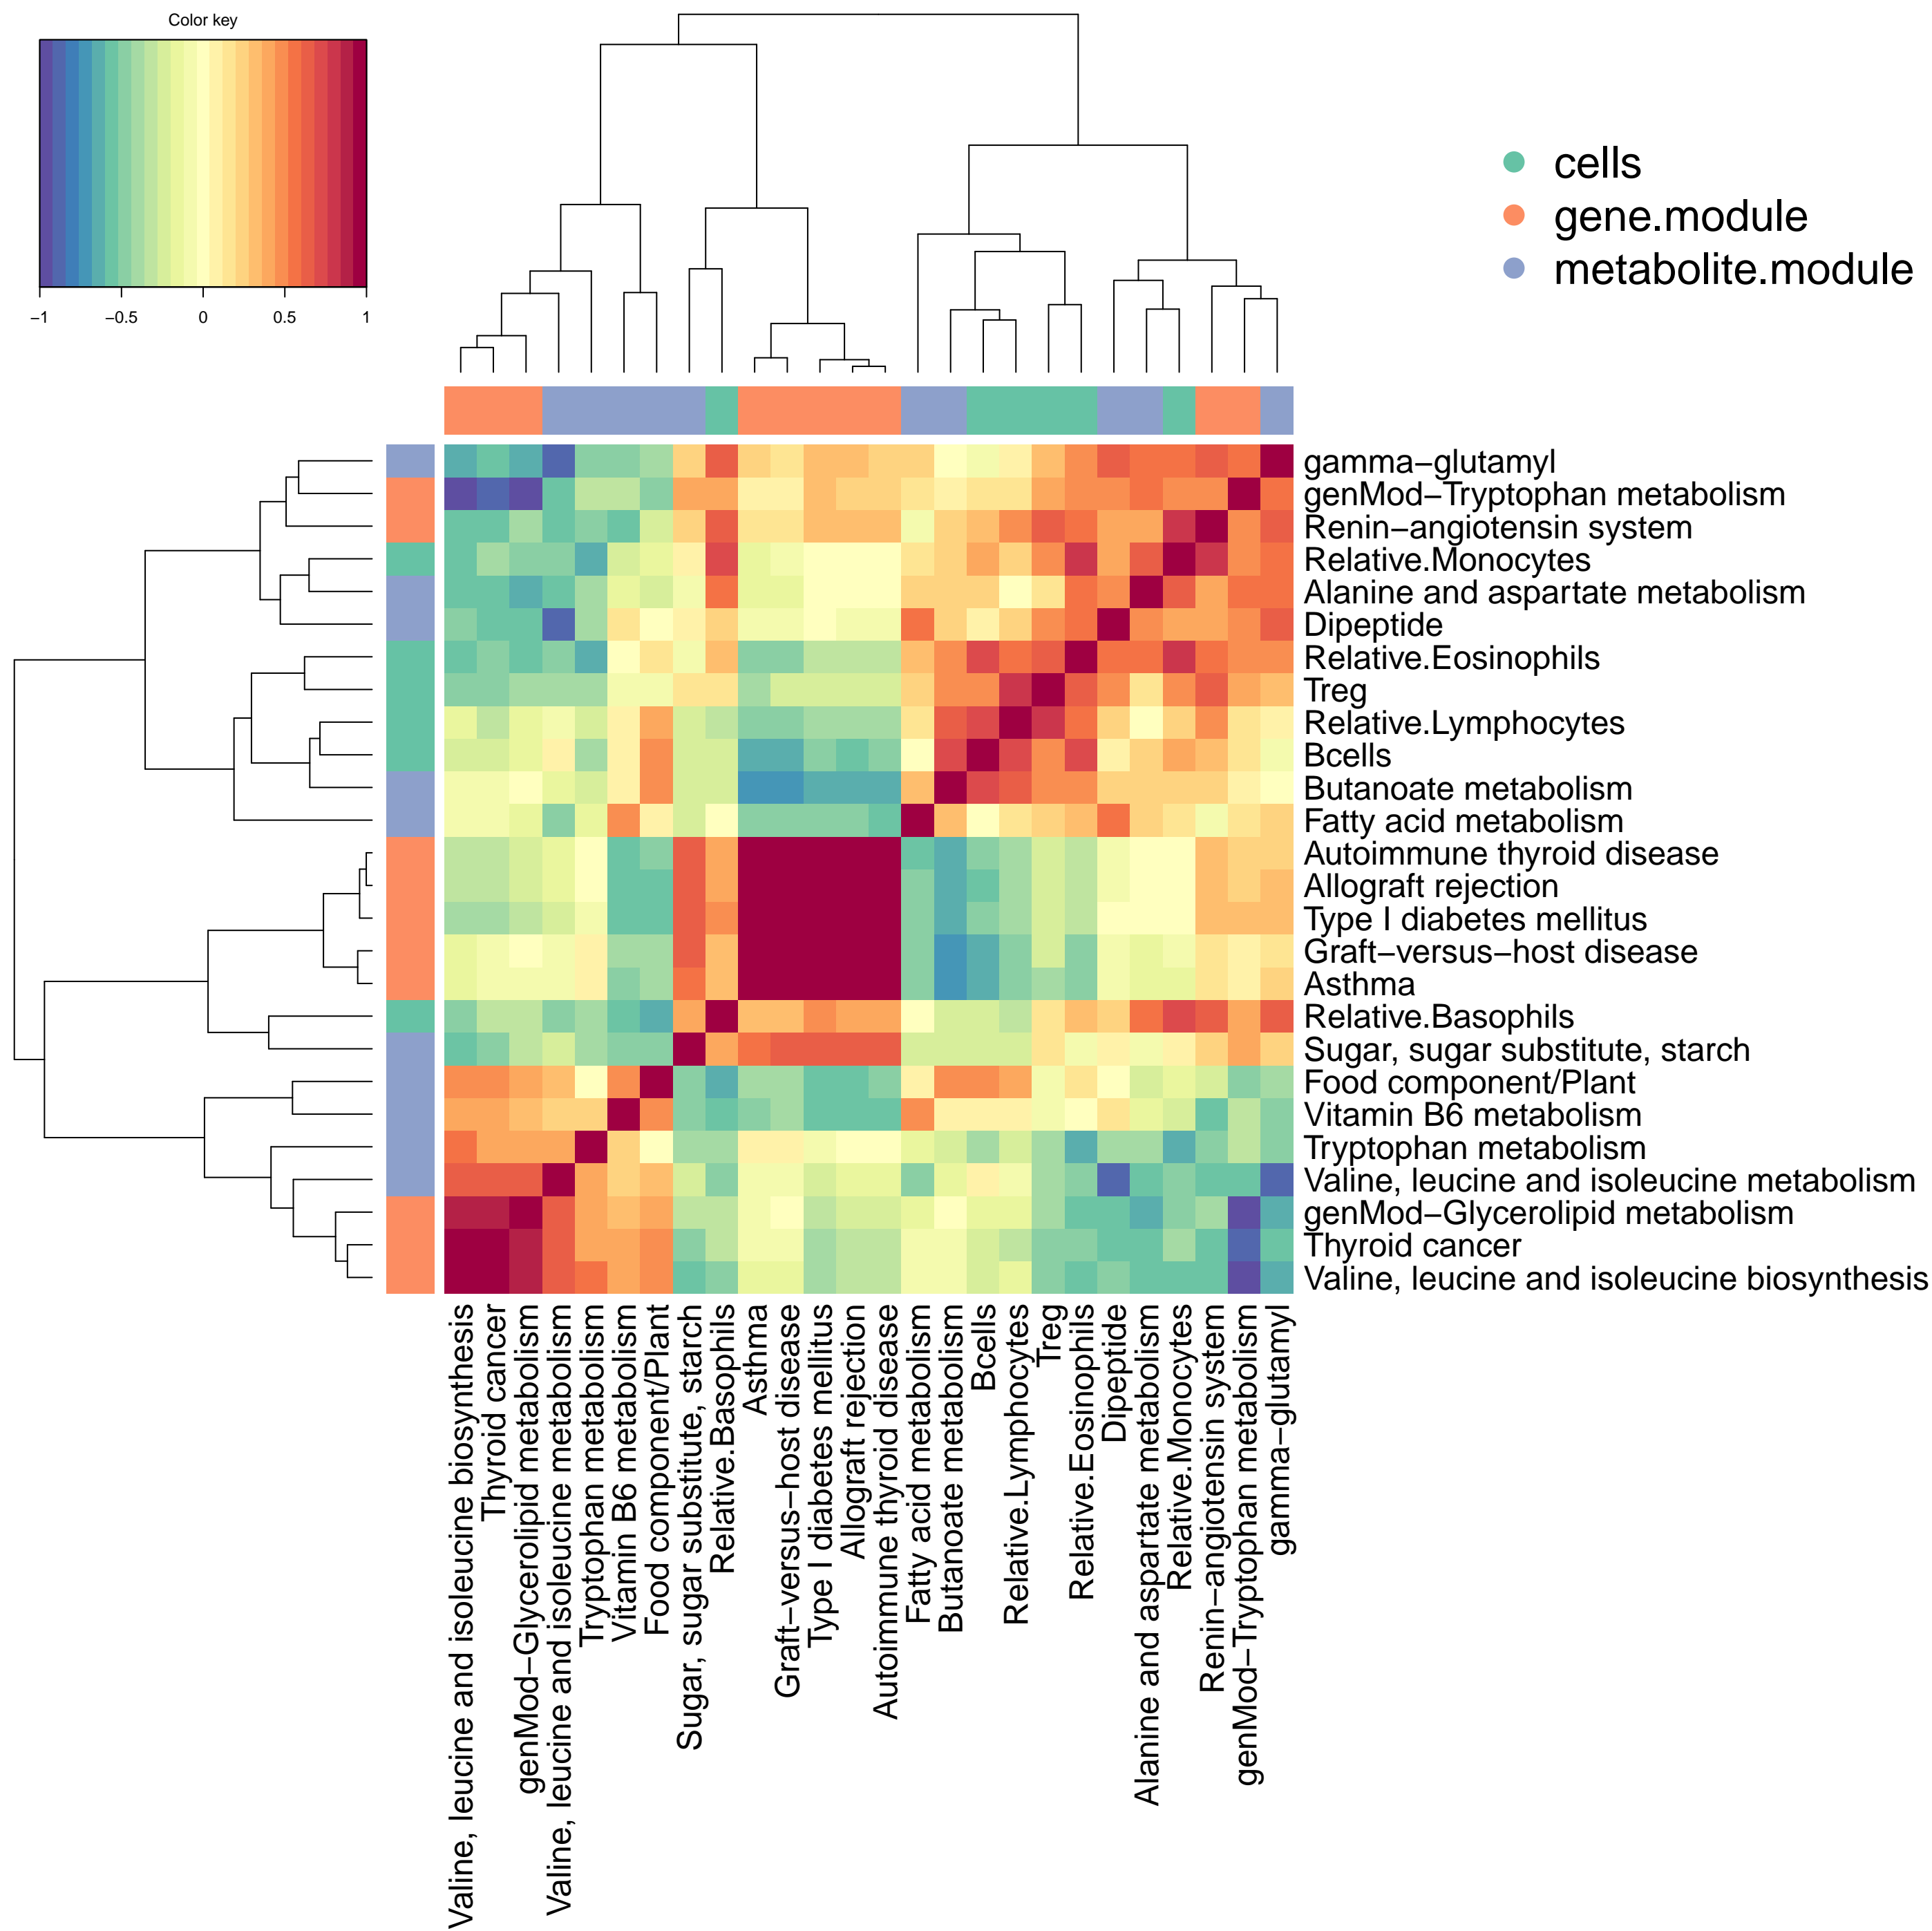 Color key
−1 −0.5 0 0.5 1
cells
gene.module
metabolite.module
gamma−glutamyl
genMod−Tryptophan metabolism
Renin−angiotensin system
Relative.Monocytes
Alanine and aspartate metabolism
Dipeptide
Relative.Eosinophils
Treg
Relative.Lymphocytes
Bcells
Butanoate metabolism
Fatty acid metabolism
Autoimmune thyroid disease
Allograft rejection
Type I diabetes mellitus
Graft−versus−host disease
Asthma
Relative.Basophils
Sugar, sugar substitute, starch
Food component/Plant
Vitamin B6 metabolism
Tryptophan metabolism
Valine, leucine and isoleucine metabolism
genMod−Glycerolipid metabolism
Thyroid cancer
Valine, leucine and isoleucine biosynthesis
Valine, leucine and isoleucine biosynthesis
Thyroid cancer
genMod−Glycerolipid metabolism
Valine, leucine and isoleucine metabolism
Tryptophan metabolism
Vitamin B6 metabolism
Food component/Plant
Sugar, sugar substitute, starch
Relative.Basophils
Asthma
Graft−versus−host disease
Type I diabetes mellitus
Allograft rejection
Autoimmune thyroid disease
Fatty acid metabolism
Butanoate metabolism
Bcells
Relative.Lymphocytes
Treg
Relative.Eosinophils
Dipeptide
Alanine and aspartate metabolism
Relative.Monocytes
Renin−angiotensin system
genMod−Tryptophan metabolism
gamma−glutamyl